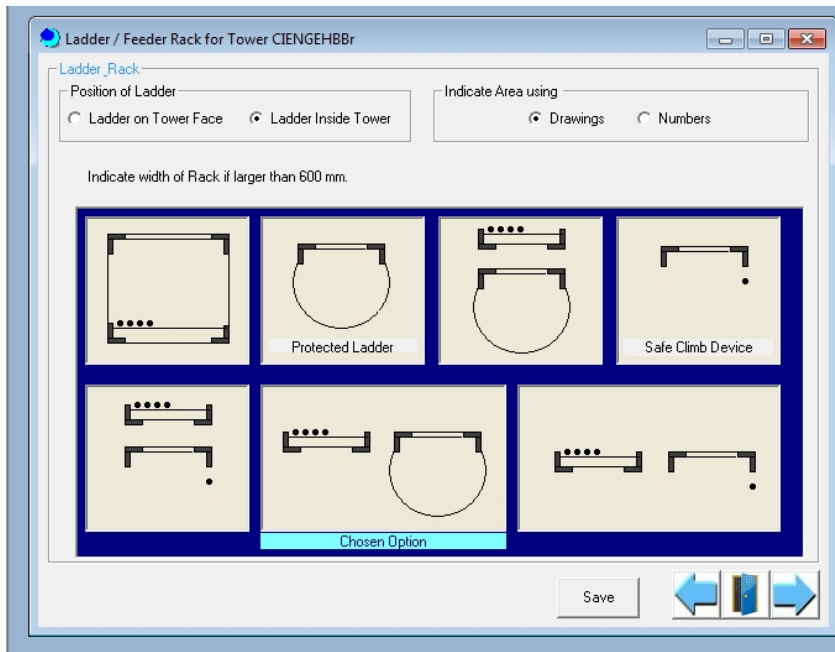 Ladder / Feeder Rack for Tower CIENGEHBBr
Ladder_Rack
Position of Ladder
Ladder on Tower Face
Ladder Inside Tower
Indicate Area using
Drawings
Numbers
Indicate width of Rack if larger than 600 mm.
Protected Ladder
Safe Climb Device
Chosen Option
Save